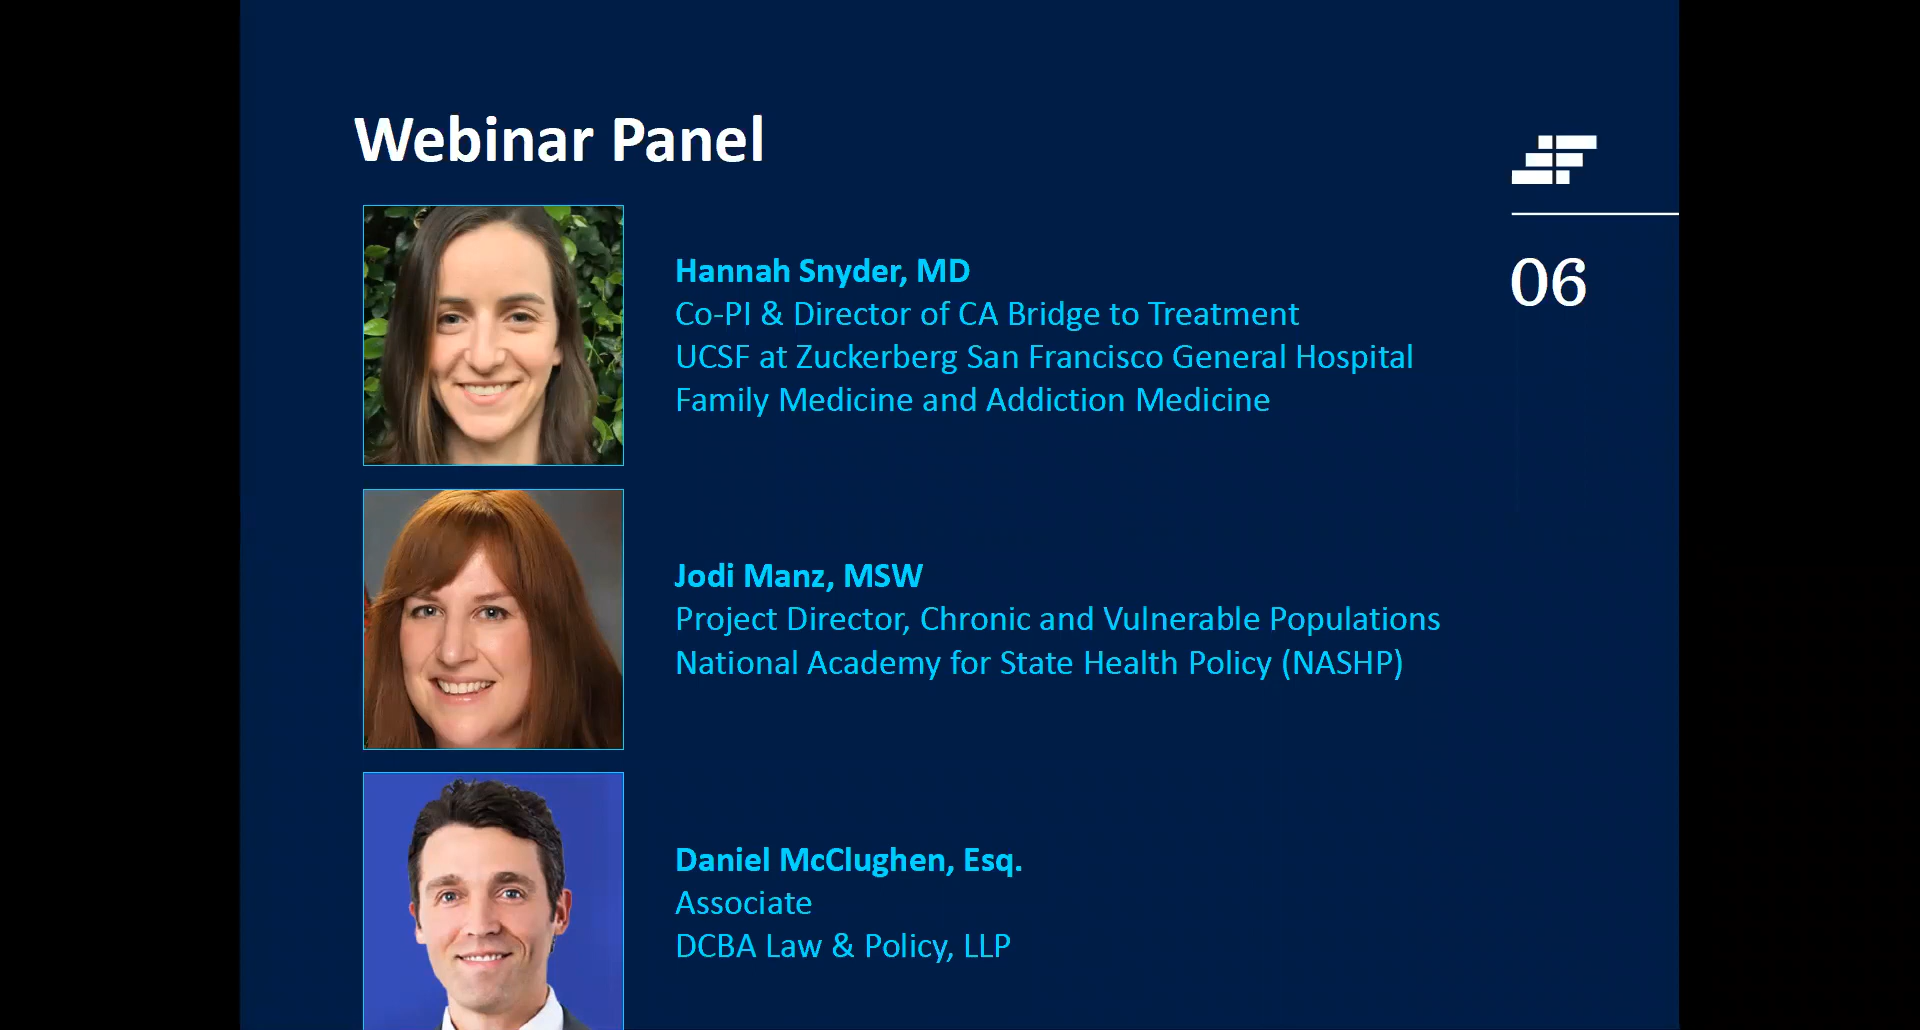 Webinar Panel
06
Hannah Snyder, MD
Co-PI & Director of CA Bridge to Treatment
UCSF at Zuckerberg San Francisco General Hospital
Family Medicine and Addiction Medicine
Jodi Manz, MSW
Project Director, Chronic and Vulnerable Populations
National Academy for State Health Policy (NASHP)
Daniel McClughen, Esq.
Associate
DCBA Law & Policy, LLP